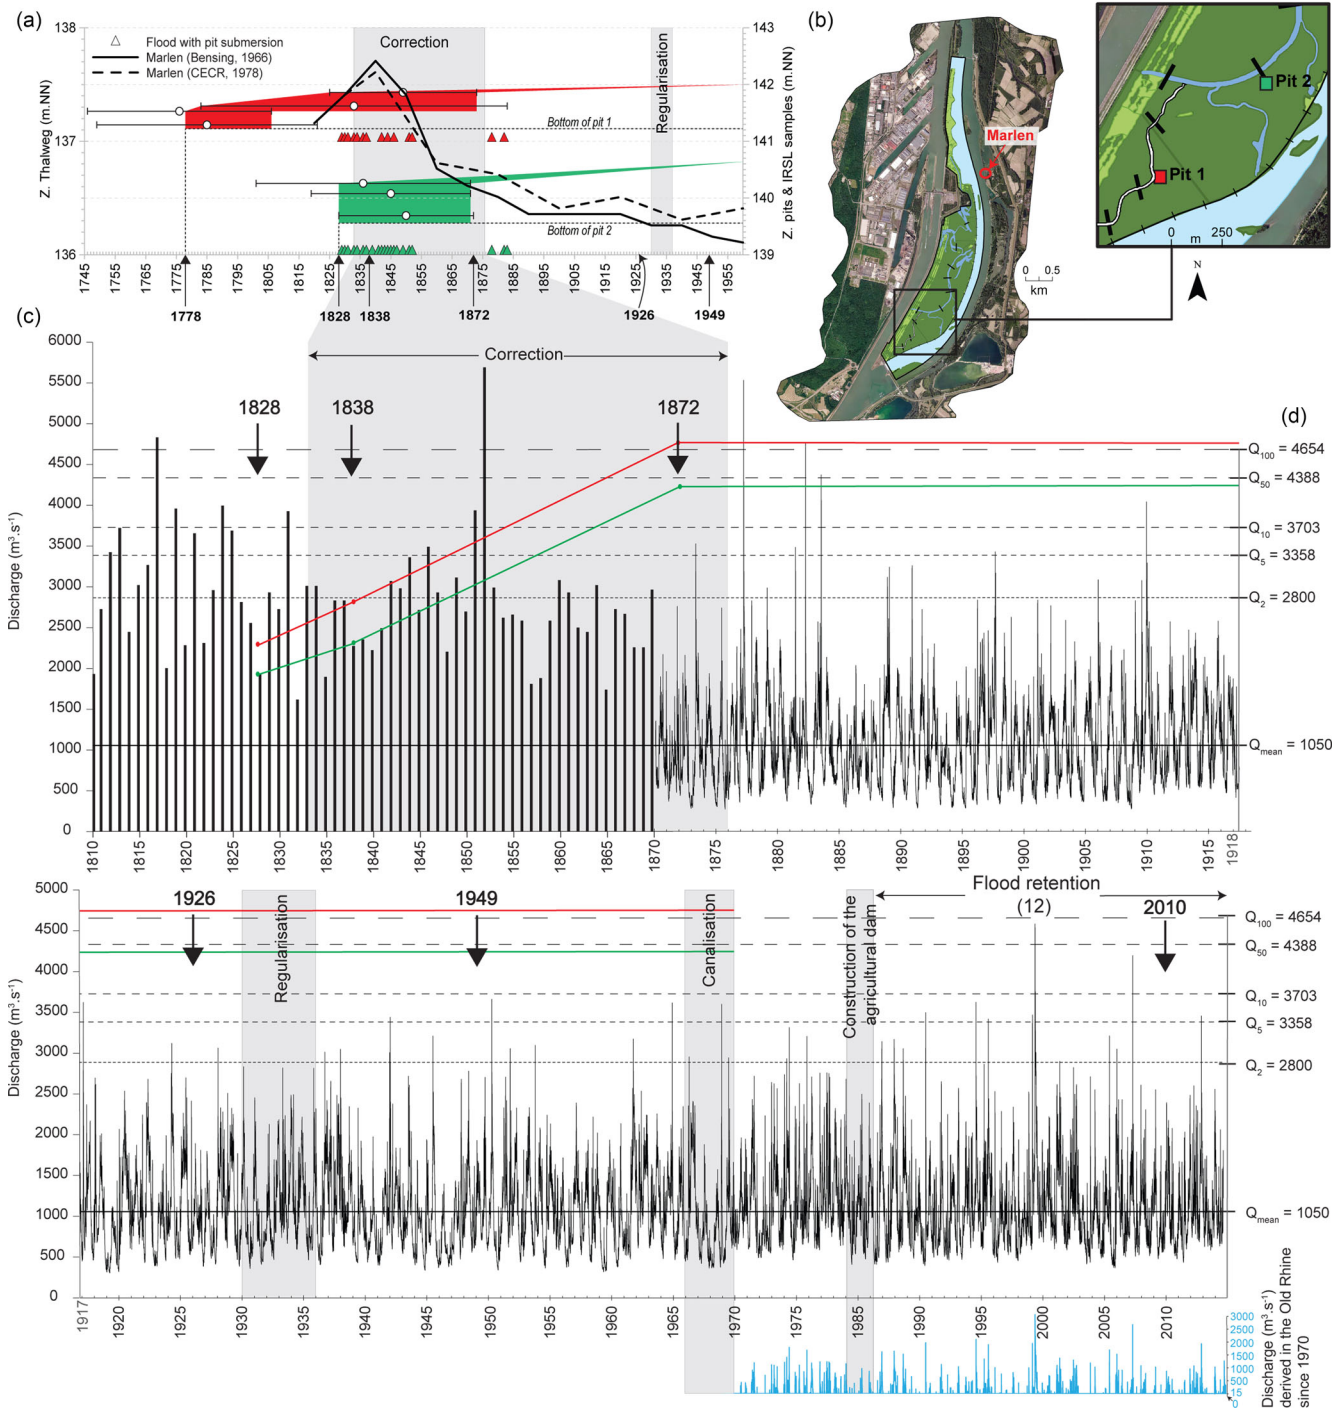 (a)
138
137
136
Z. Thalweg (m.NN)
Flood with pit submersion
Marlen (Bensing, 1966)
Marlen (CECR, 1978)
Correction
Regularisation
Bottom of pit 1
Bottom of pit 2
143
142
141
140
139
Z. pits & IRSL samples (m.NN)
1745
1755
1765
1775
1785
1795
1805
1815
1825
1835
1845
1855
1865
1875
1885
1895
1905
1915
1925
1935
1945
1955
1778
1828
1838
1872
1926
1949
(b)
Marlen
0 0.5
km
Pit 2
Pit 1
0 m 250
N
(c)
Correction
1828
1838
1872
(d)
6000
5500
5000
4500
4000
3500
3000
2500
2000
1500
1000
500
0
Discharge (m³.s⁻¹)
Q100 = 4654
Q50 = 4388
Q10 = 3703
Q5 = 3358
Q2 = 2800
Qmean = 1050
1810
1815
1820
1825
1830
1835
1840
1845
1850
1855
1860
1865
1870
1875
1880
1885
1890
1895
1900
1905
1910
1915
1918
5000
4500
4000
3500
3000
2500
2000
1500
1000
500
0
Discharge (m³.s⁻¹)
1926
Regularisation
1949
Canalisation
Construction of the
agricultural dam
Flood retention
(12)
2010
Q100 = 4654
Q50 = 4388
Q10 = 3703
Q5 = 3358
Q2 = 2800
Qmean = 1050
1917
1920
1925
1930
1935
1940
1945
1950
1955
1960
1965
1970
1975
1980
1985
1990
1995
2000
2005
2010
3000
2000
1000
500
15
0
Discharge (m³.s⁻¹)
derived in the Old Rhine
since 1970